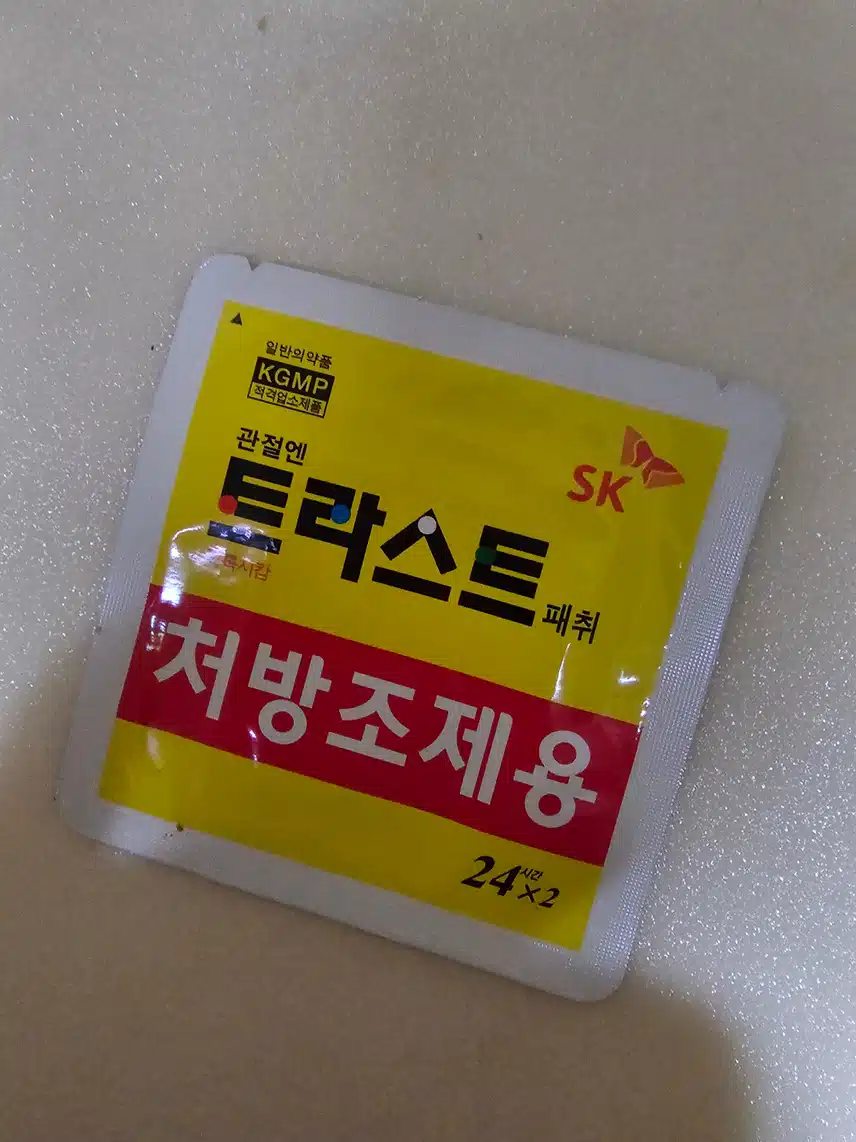 일반의약품
KGMP
적격업소제품
관절엔
트라스트
패취
SK
처방조제용
24시간×2